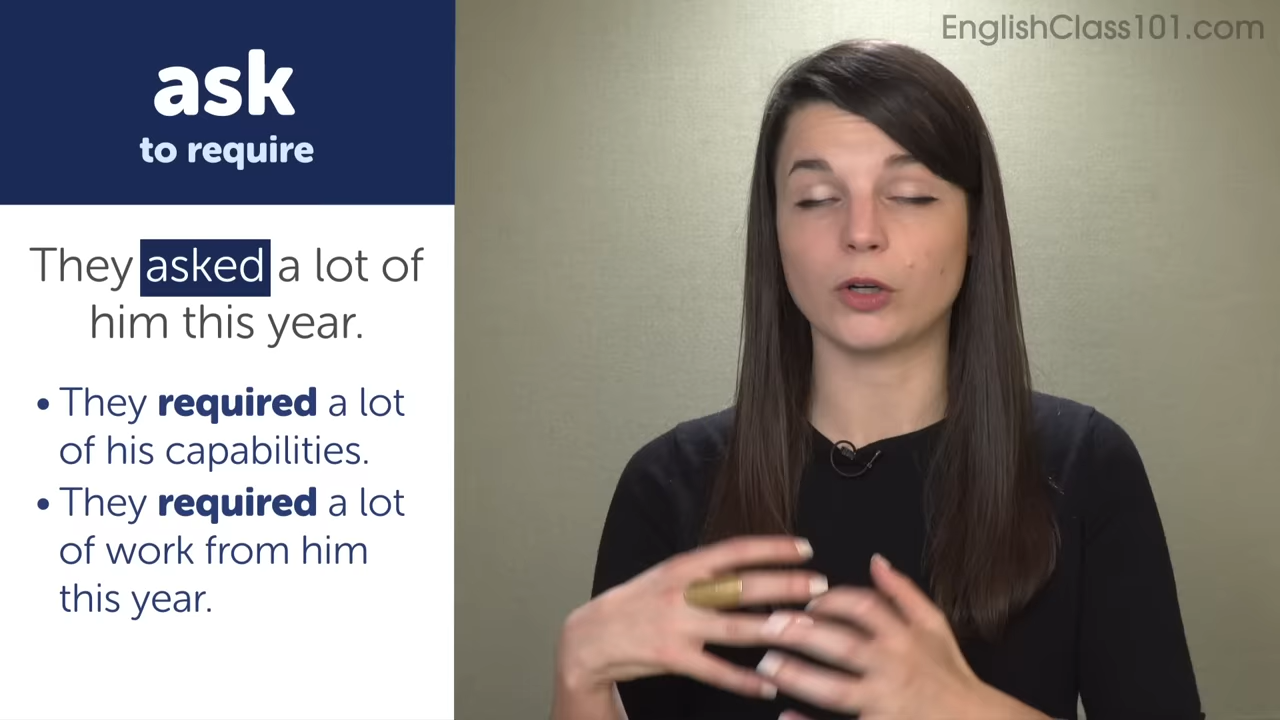 EnglishClass101.com
ask
to require
They asked a lot of
him this year.
• They required a lot
of his capabilities.
• They required a lot
of work from him
this year.